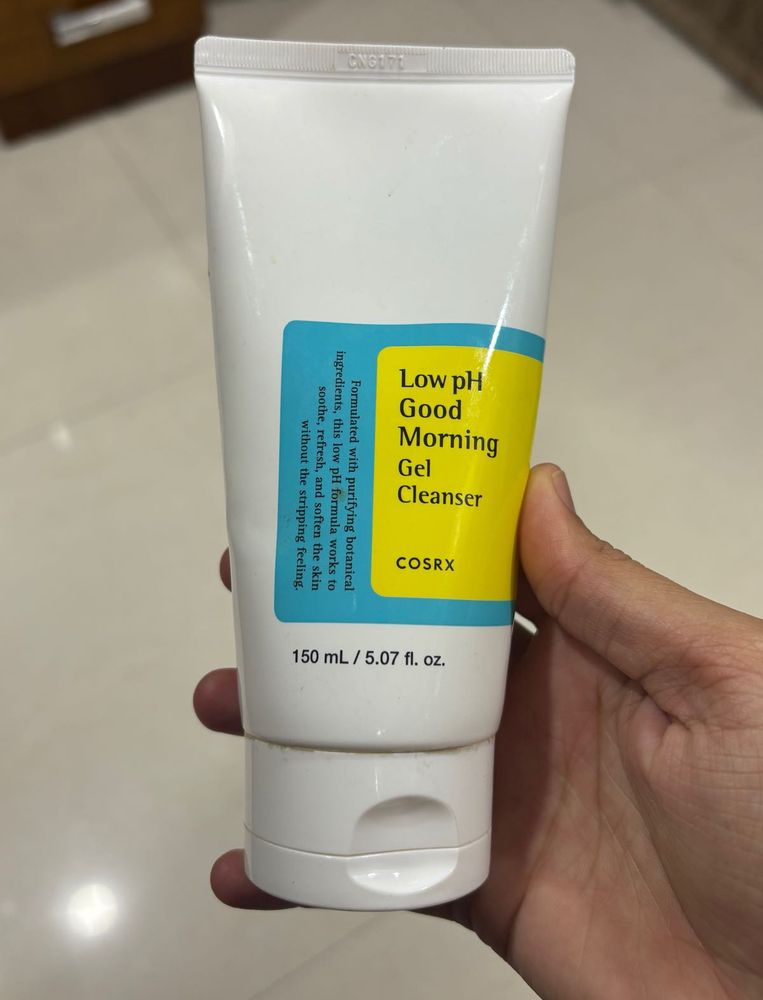 CN6171
Low pH
Good
Morning
Gel
Cleanser
COSRX
Formulated with purifying botanical
ingredients, this low pH formula works to
soothe, refresh, and soften the skin
without the stripping feeling.
150 mL / 5.07 fl. oz.